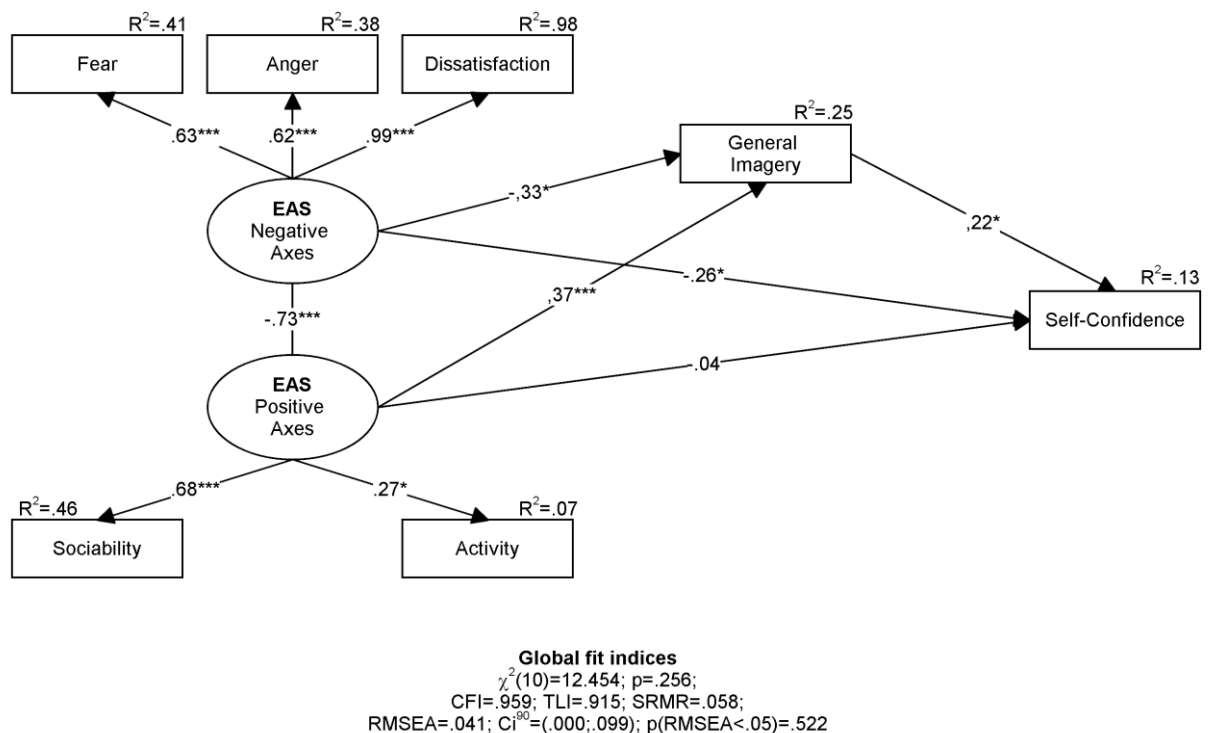 R²=.41
R²=.38
R²=.98
Fear
Anger
Dissatisfaction
.63***
.62***
.99***
R²=.25
General
Imagery
EAS
Negative
Axes
-,33*
,22*
-.26*
R²=.13
Self-Confidence
,37***
-.73***
-.04
EAS
Positive
Axes
.68***
.27*
R²=.46
R²=.07
Sociability
Activity
Global fit indices
χ²(10)=12.454; p=.256;
CFI=.959; TLI=.915; SRMR=.058;
RMSEA=.041; Ci⁹⁰=(.000;.099); p(RMSEA<.05)=.522